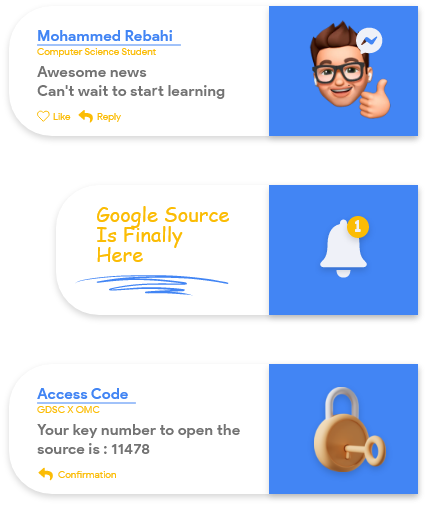 Mohammed Rebahi
Computer Science Student
Awesome news
Can't wait to start learning
Like Reply
Google Source
Is Finally
Here
1
Access Code
GDSC X OMC
Your key number to open the
source is : 11478
Confirmation